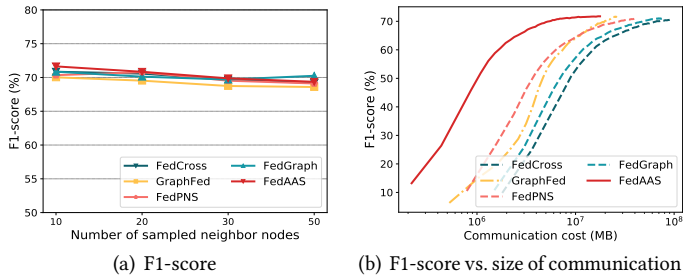 80
75
70
65
60
55
50
F1-score (%)
10
20
30
50
Number of sampled neighbor nodes
FedCross
GraphFed
FedPNS
FedGraph
FedAAS
(a) F1-score
70
60
50
40
30
20
10
0
F1-score (%)
10⁶
10⁷
10⁸
Communication cost (MB)
FedCross
GraphFed
FedPNS
FedGraph
FedAAS
(b) F1-score vs. size of communication